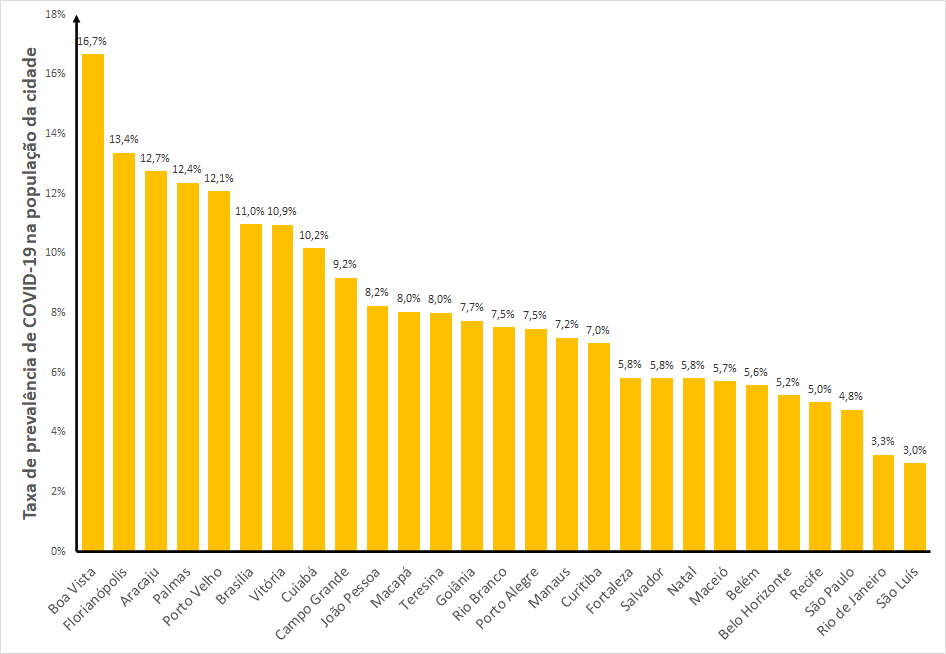 Taxa de prevalência de COVID-19 na população da cidade
18%
16%
14%
12%
10%
8%
6%
4%
2%
0%
16,7%
13,4%
12,7%
12,4%
12,1%
11,0%
10,9%
10,2%
9,2%
8,2%
8,0%
8,0%
7,7%
7,5%
7,5%
7,2%
7,0%
5,8%
5,8%
5,8%
5,7%
5,6%
5,2%
5,0%
4,8%
3,3%
3,0%
Boa Vista
Florianópolis
Aracaju
Palmas
Porto Velho
Brasília
Vitória
Cuiabá
Campo Grande
João Pessoa
Macapá
Teresina
Goiânia
Rio Branco
Porto Alegre
Manaus
Curitiba
Fortaleza
Salvador
Natal
Maceió
Belém
Belo Horizonte
Recife
São Paulo
Rio de Janeiro
São Luís